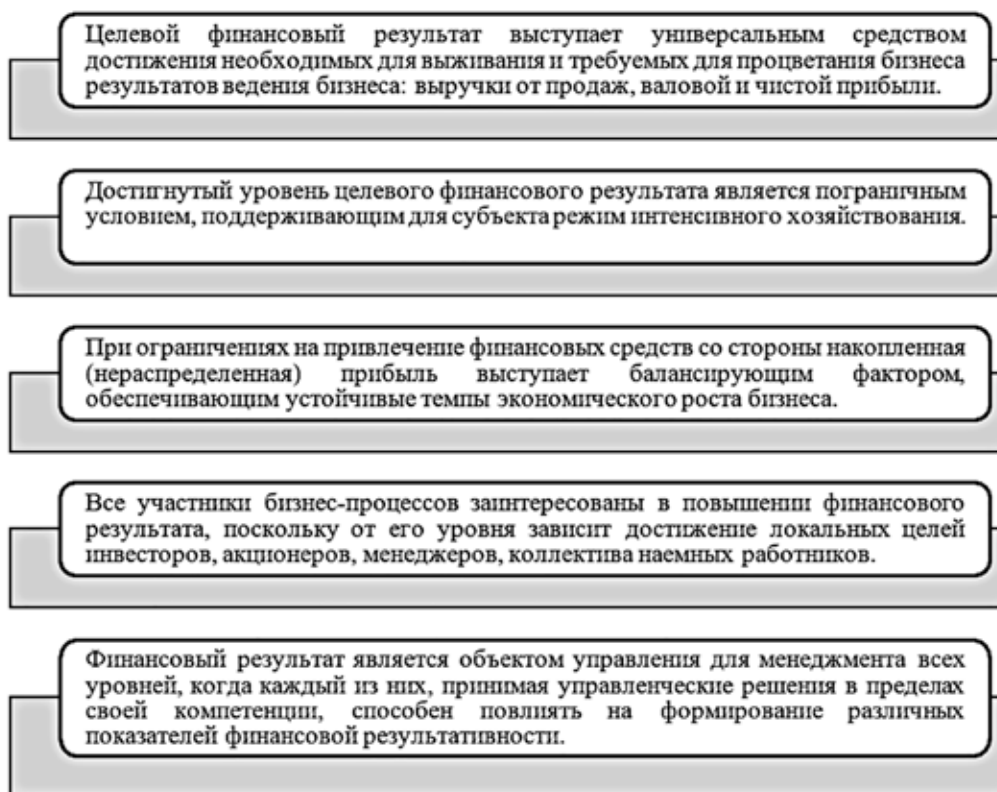 Целевой финансовый результат выступает универсальным средством
достижения необходимых для выживания и требуемых для процветания бизнеса
результатов ведения бизнеса: выручки от продаж, валовой и чистой прибыли.
Достигнутый уровень целевого финансового результата является пограничным
условием, поддерживающим для субъекта режим интенсивного хозяйствования.
При ограничениях на привлечение финансовых средств со стороны накопленная
(нераспределенная) прибыль выступает балансирующим фактором,
обеспечивающим устойчивые темпы экономического роста бизнеса.
Все участники бизнес-процессов заинтересованы в повышении финансового
результата, поскольку от его уровня зависит достижение локальных целей
инвесторов, акционеров, менеджеров, коллектива наемных работников.
Финансовый результат является объектом управления для менеджмента всех
уровней, когда каждый из них, принимая управленческие решения в пределах
своей компетенции, способен повлиять на формирование различных
показателей финансовой результативности.